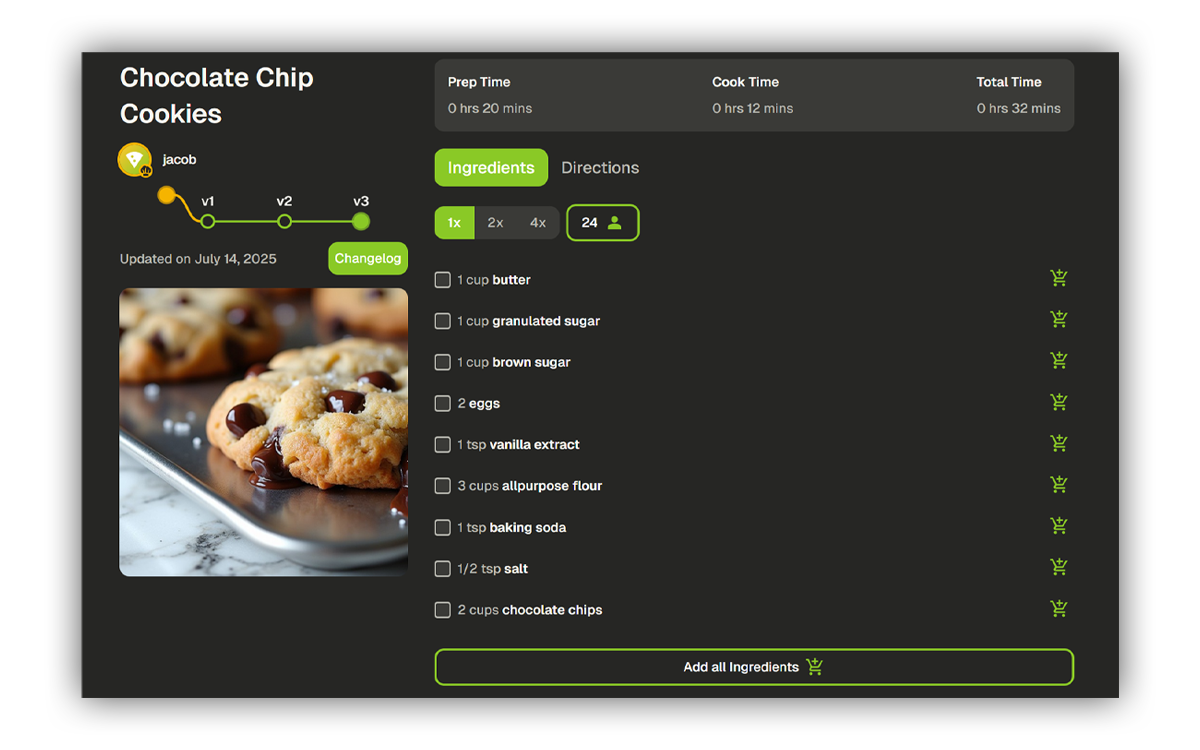 Chocolate Chip
Cookies
jacob
v1 v2 v3
Updated on July 14, 2025 Changelog
Prep Time Cook Time Total Time
0 hrs 20 mins 0 hrs 12 mins 0 hrs 32 mins
Ingredients Directions
1x 2x 4x 24
1 cup butter
1 cup granulated sugar
1 cup brown sugar
2 eggs
1 tsp vanilla extract
3 cups allpurpose flour
1 tsp baking soda
1/2 tsp salt
2 cups chocolate chips
Add all Ingredients